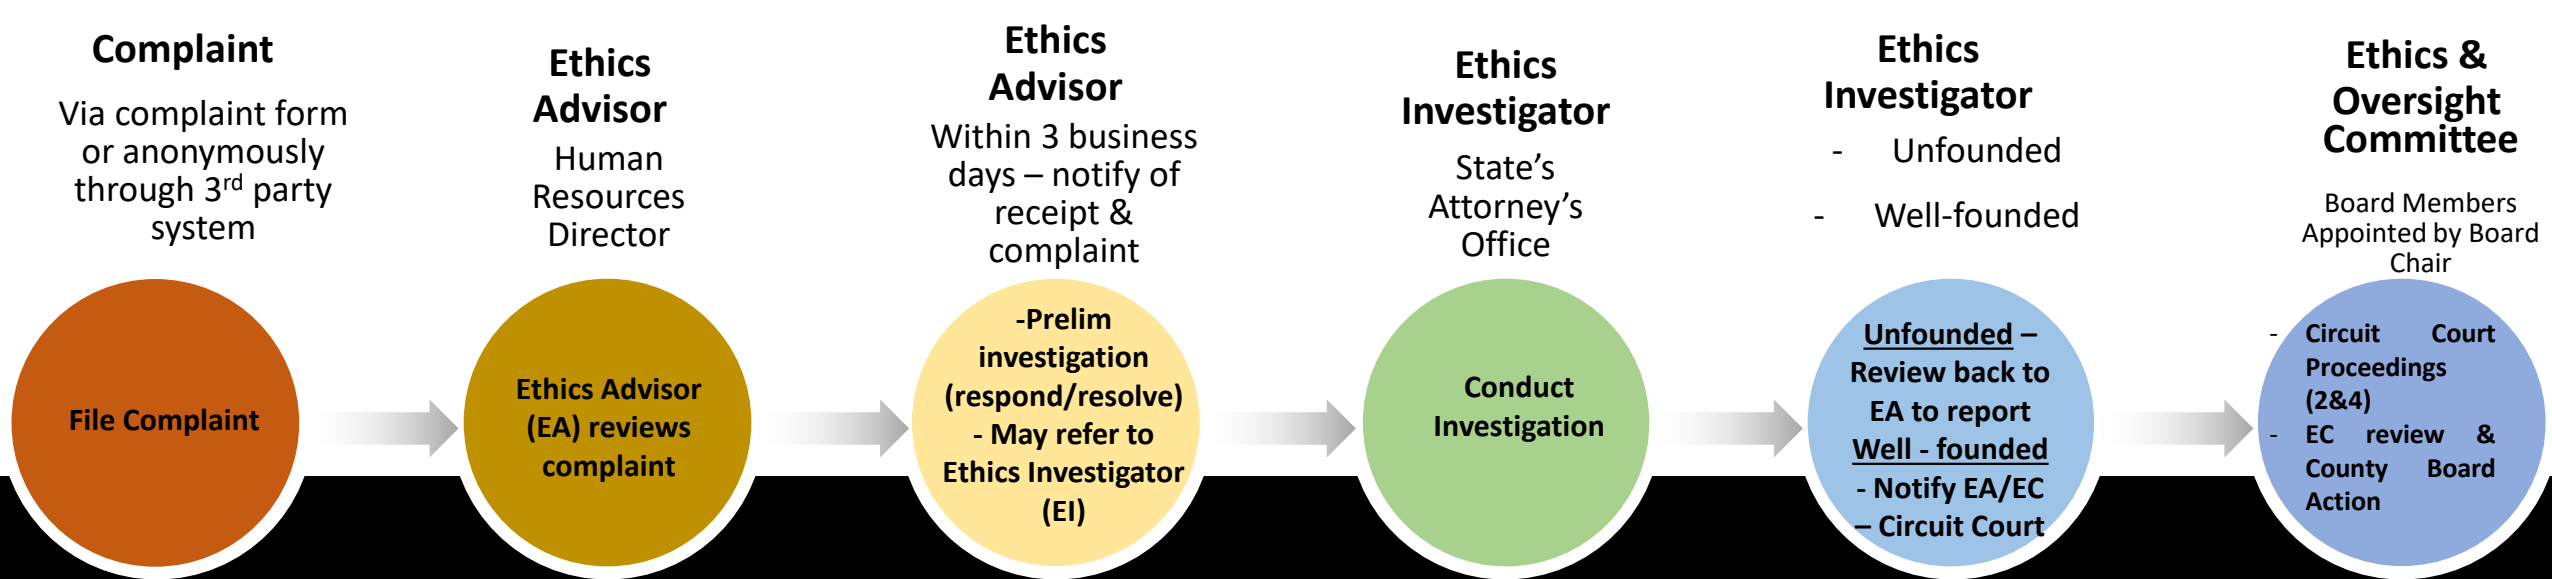 Complaint
Via complaint form
or anonymously
through 3rd party
system
File Complaint
Ethics
Advisor
Human
Resources
Director
Ethics Advisor
(EA) reviews
complaint
Ethics
Advisor
Within 3 business
days – notify of
receipt &
complaint
-Prelim
investigation
(respond/resolve)
- May refer to
Ethics Investigator
(EI)
Ethics
Investigator
State’s
Attorney’s
Office
Conduct
Investigation
Ethics
Investigator
- Unfounded
- Well-founded
Unfounded –
Review back to
EA to report
Well - founded
- Notify EA/EC
– Circuit Court
Ethics &
Oversight
Committee
Board Members
Appointed by Board
Chair
- Circuit Court
Proceedings
(2&4)
- EC review &
County Board
Action